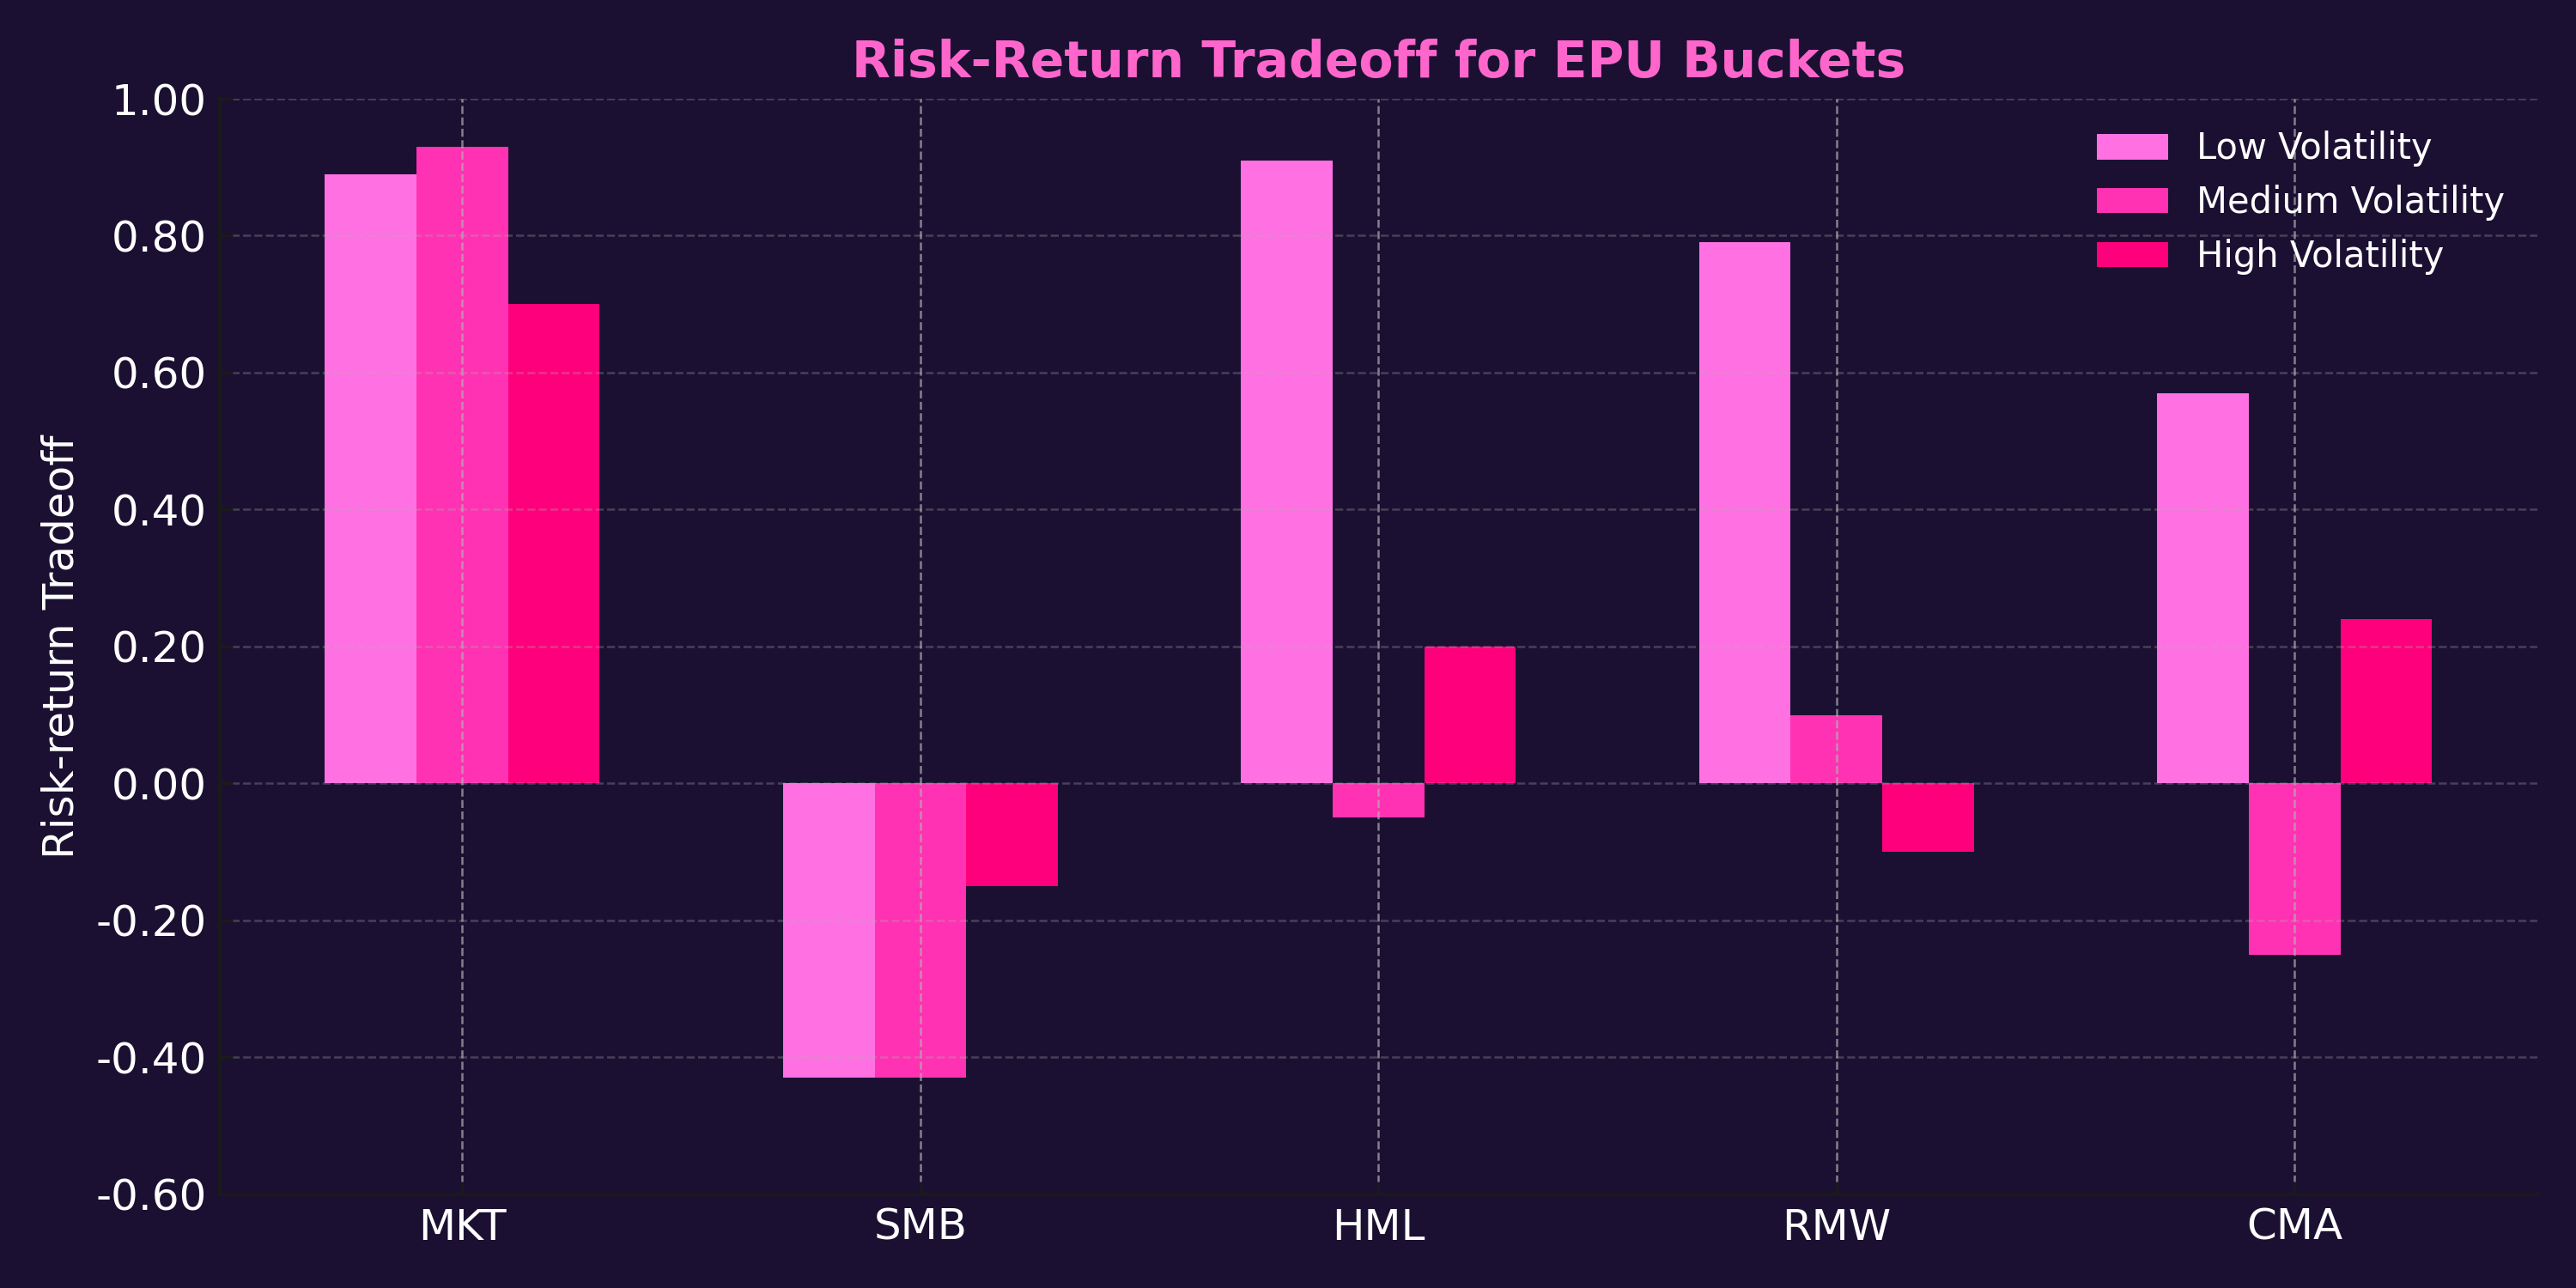 Risk-Return Tradeoff for EPU Buckets
1.00
0.80
0.60
0.40
0.20
0.00
-0.20
-0.40
-0.60
Risk-return Tradeoff
Low Volatility
Medium Volatility
High Volatility
MKT
SMB
HML
RMW
CMA